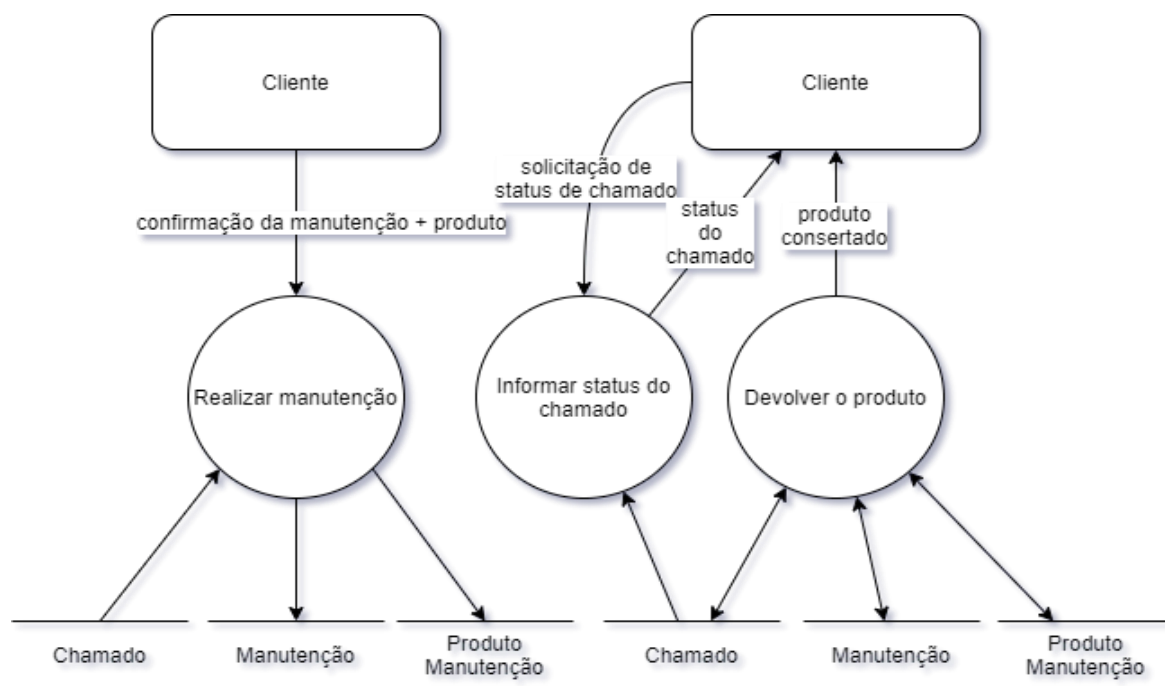 Cliente
Cliente
solicitação de
status de chamado
confirmação da manutenção + produto
status
do
chamado
produto
consertado
Realizar manutenção
Informar status do
chamado
Devolver o produto
Chamado
Manutenção
Produto
Manutenção
Chamado
Manutenção
Produto
Manutenção